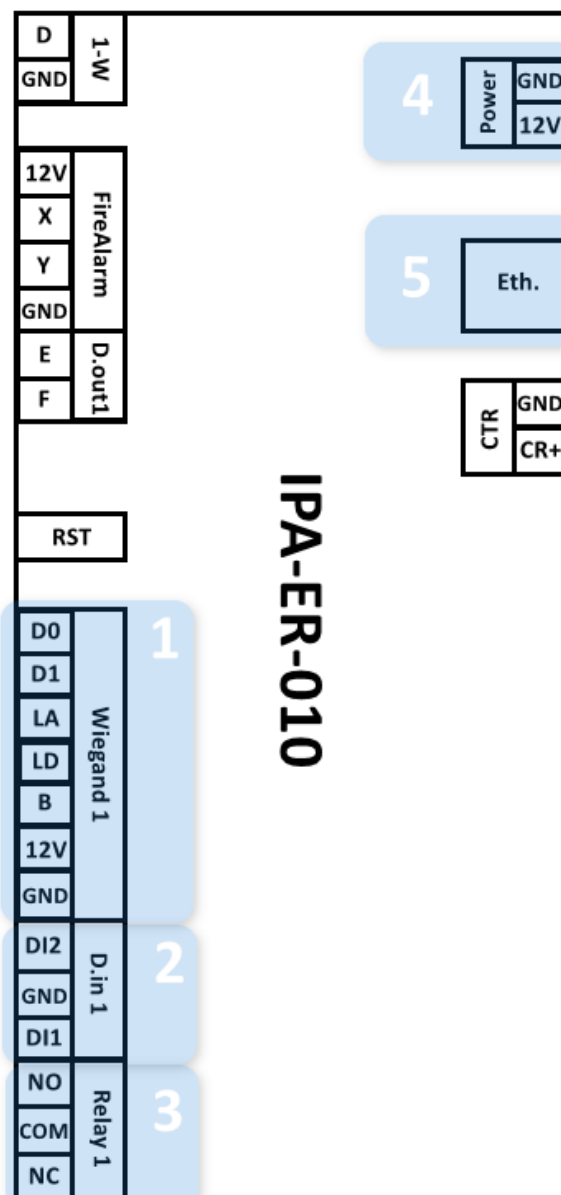 D
GND
1-W
12V
X
Y
GND
FireAlarm
E
F
D.out1
RST
1
D0
D1
LA
LD
B
12V
GND
Wiegand 1
2
DI2
GND
DI1
D.in 1
3
NO
COM
NC
Relay 1
IPA-ER-010
4
Power
GND
12V
5
Eth.
CTR
GND
CR+